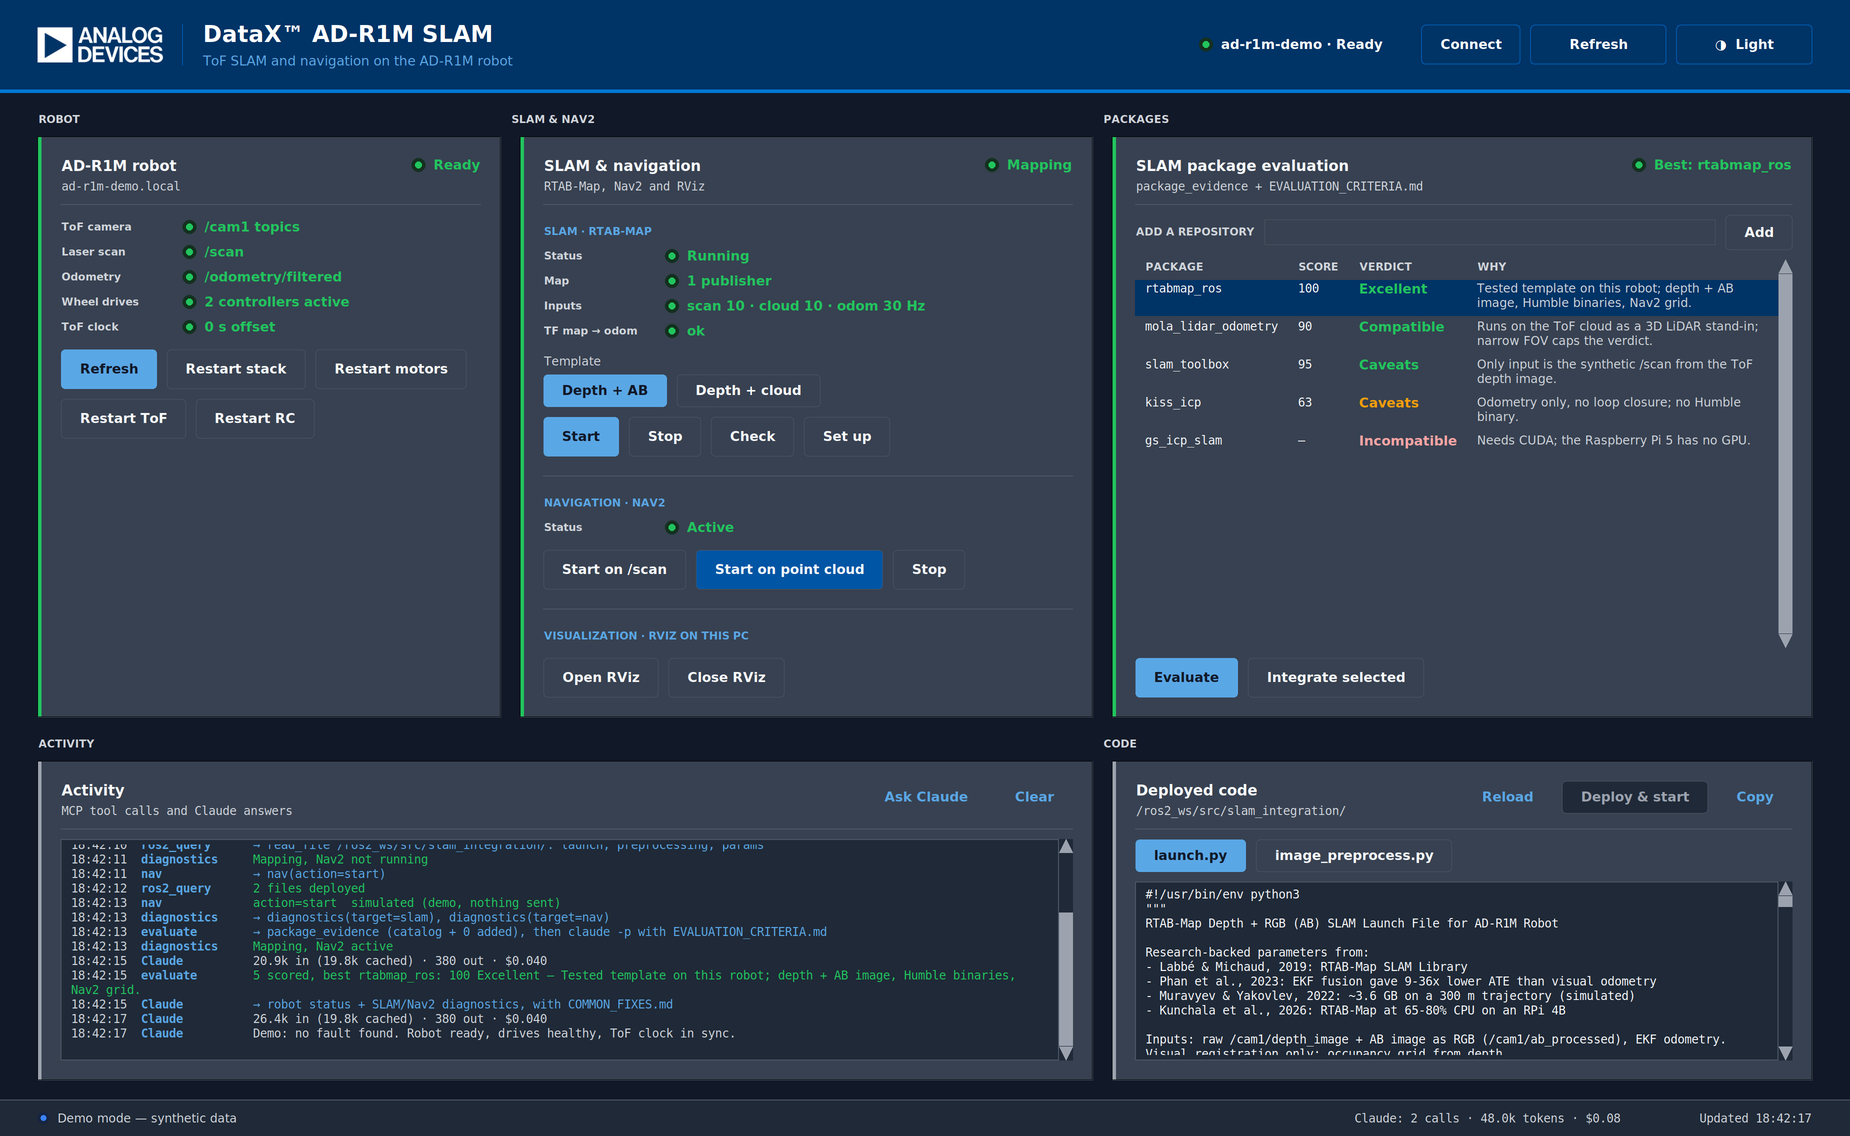 ANALOG
DEVICES
DataX™ AD-R1M SLAM
ToF SLAM and navigation on the AD-R1M robot
ad-r1m-demo · Ready
Connect
Refresh
◑ Light
ROBOT
AD-R1M robot
Ready
ad-r1m-demo.local
ToF camera /cam1 topics
Laser scan /scan
Odometry /odometry/filtered
Wheel drives 2 controllers active
ToF clock 0 s offset
Refresh Restart stack Restart motors
Restart ToF Restart RC
SLAM & NAV2
SLAM & navigation
Mapping
RTAB-Map, Nav2 and RViz
SLAM · RTAB-MAP
Status Running
Map 1 publisher
Inputs scan 10 · cloud 10 · odom 30 Hz
TF map → odom ok
Template
Depth + AB Depth + cloud
Start Stop Check Set up
NAVIGATION · NAV2
Status Active
Start on /scan Start on point cloud Stop
VISUALIZATION · RVIZ ON THIS PC
Open RViz Close RViz
PACKAGES
SLAM package evaluation
Best: rtabmap_ros
package_evidence + EVALUATION_CRITERIA.md
ADD A REPOSITORY Add
PACKAGE SCORE VERDICT WHY
rtabmap_ros 100 Excellent Tested template on this robot; depth + AB
image, Humble binaries, Nav2 grid.
mola_lidar_odometry 90 Compatible Runs on the ToF cloud as a 3D LiDAR stand-in;
narrow FOV caps the verdict.
slam_toolbox 95 Caveats Only input is the synthetic /scan from the ToF
depth image.
kiss_icp 63 Caveats Odometry only, no loop closure; no Humble
binary.
gs_icp_slam — Incompatible Needs CUDA; the Raspberry Pi 5 has no GPU.
Evaluate Integrate selected
ACTIVITY
Activity
Ask Claude Clear
MCP tool calls and Claude answers
18:42:10 ros2_query → read_file /ros2_ws/src/slam_integration/: launch, preprocessing, params
18:42:11 diagnostics Mapping, Nav2 not running
18:42:11 nav → nav(action=start)
18:42:12 ros2_query 2 files deployed
18:42:13 nav action=start simulated (demo, nothing sent)
18:42:13 diagnostics → diagnostics(target=slam), diagnostics(target=nav)
18:42:13 evaluate → package_evidence (catalog + 0 added), then claude -p with EVALUATION_CRITERIA.md
18:42:13 diagnostics Mapping, Nav2 active
18:42:15 Claude 20.9k in (19.8k cached) · 380 out · $0.040
18:42:15 evaluate 5 scored, best rtabmap_ros: 100 Excellent — Tested template on this robot; depth + AB image, Humble binaries,
Nav2 grid.
18:42:15 Claude → robot status + SLAM/Nav2 diagnostics, with COMMON_FIXES.md
18:42:17 Claude 26.4k in (19.8k cached) · 380 out · $0.040
18:42:17 Claude Demo: no fault found. Robot ready, drives healthy, ToF clock in sync.
CODE
Deployed code
Reload Deploy & start Copy
/ros2_ws/src/slam_integration/
launch.py image_preprocess.py
#!/usr/bin/env python3
"""
RTAB-Map Depth + RGB (AB) SLAM Launch File for AD-R1M Robot
Research-backed parameters from:
- Labbé & Michaud, 2019: RTAB-Map SLAM Library
- Phan et al., 2023: EKF fusion gave 9-36x lower ATE than visual odometry
- Muravyev & Yakovlev, 2022: ~3.6 GB on a 300 m trajectory (simulated)
- Kunchala et al., 2026: RTAB-Map at 65-80% CPU on an RPi 4B
Inputs: raw /cam1/depth_image + AB image as RGB (/cam1/ab_processed), EKF odometry.
Visual registration only; occupancy grid from depth.
Demo mode — synthetic data
Claude: 2 calls · 48.0k tokens · $0.08
Updated 18:42:17